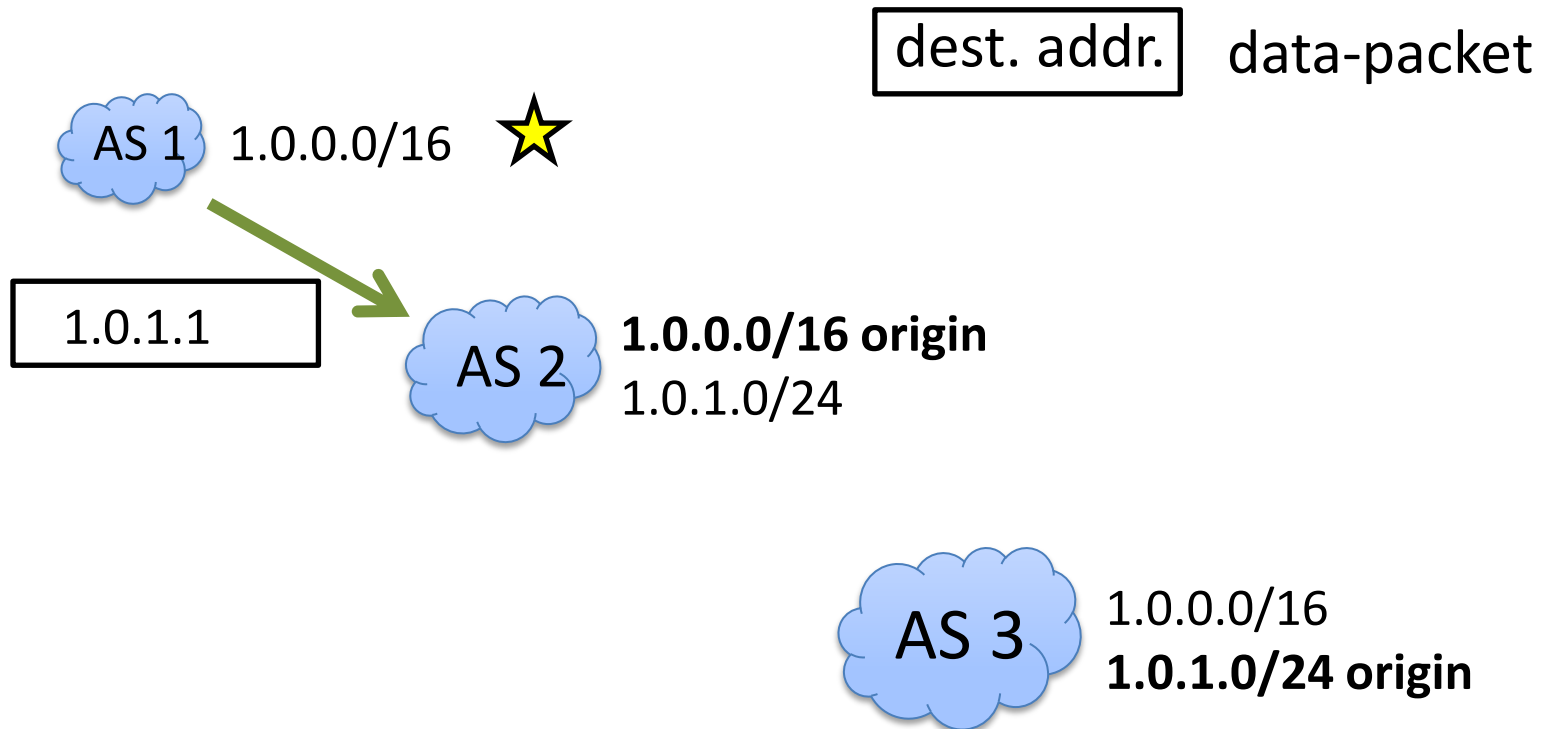 dest. addr. data-packet
AS 1 1.0.0.0/16
1.0.1.1
AS 2
1.0.0.0/16 origin
1.0.1.0/24
AS 3
1.0.0.0/16
1.0.1.0/24 origin